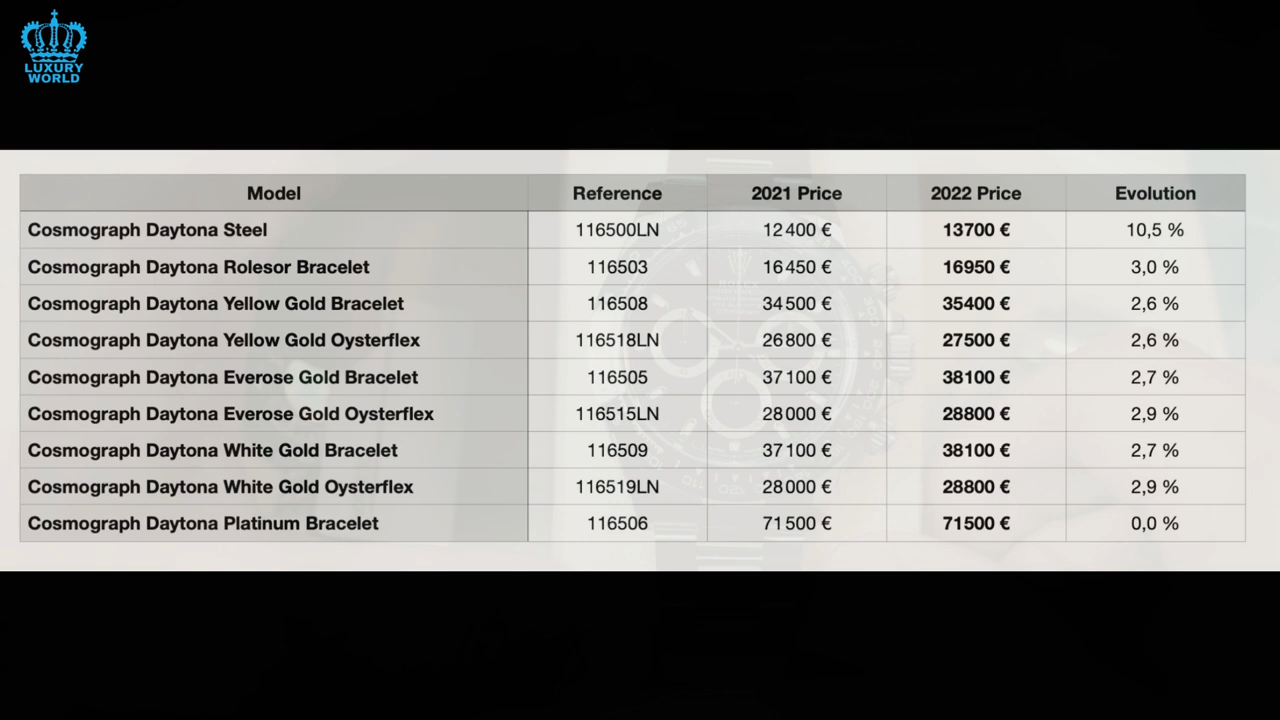 LUXURY
WORLD
Model Reference 2021 Price 2022 Price Evolution
Cosmograph Daytona Steel 116500LN 12 400 € 13700 € 10,5 %
Cosmograph Daytona Rolesor Bracelet 116503 16 450 € 16950 € 3,0 %
Cosmograph Daytona Yellow Gold Bracelet 116508 34 500 € 35400 € 2,6 %
Cosmograph Daytona Yellow Gold Oysterflex 116518LN 26 800 € 27500 € 2,6 %
Cosmograph Daytona Everose Gold Bracelet 116505 37 100 € 38100 € 2,7 %
Cosmograph Daytona Everose Gold Oysterflex 116515LN 28 000 € 28800 € 2,9 %
Cosmograph Daytona White Gold Bracelet 116509 37 100 € 38100 € 2,7 %
Cosmograph Daytona White Gold Oysterflex 116519LN 28 000 € 28800 € 2,9 %
Cosmograph Daytona Platinum Bracelet 116506 71 500 € 71500 € 0,0 %